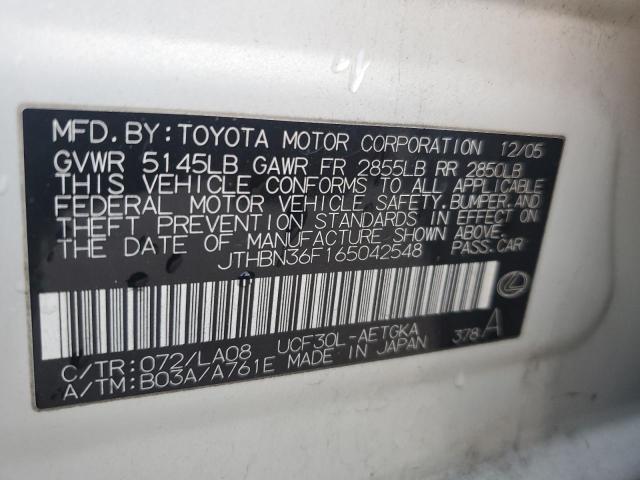 MFD. BY: TOYOTA MOTOR CORPORATION 12/05
GVWR 5145LB GAWR FR 2855LB RR 2850LB
THIS VEHICLE CONFORMS TO ALL APPLICABLE
FEDERAL MOTOR VEHICLE SAFETY, BUMPER, AND
THEFT PREVENTION STANDARDS IN EFFECT ON
THE DATE OF MANUFACTURE SHOWN ABOVE.
JTHBN36F165042548 PASS. CAR
C/TR: 072/LA08 UCF30L-AETGKA 378 A
A/TM: B03A/A761E MADE IN JAPAN